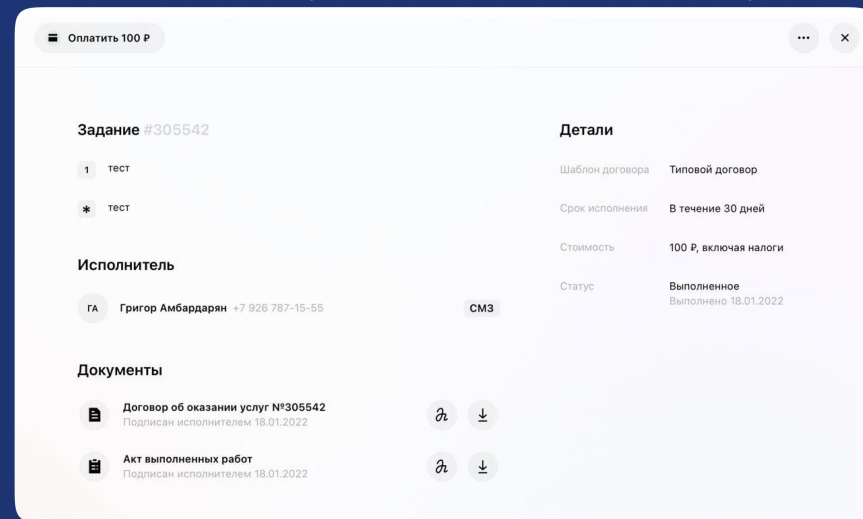 Оплатить 100 ₽
Задание #305542
1 тест
* тест
Исполнитель
ГА Григор Амбардарян +7 926 787-15-55 СМЗ
Документы
Договор об оказании услуг №305542
Подписан исполнителем 18.01.2022
Акт выполненных работ
Подписан исполнителем 18.01.2022
Детали
Шаблон договора Типовой договор
Срок исполнения В течение 30 дней
Стоимость 100 ₽, включая налоги
Статус Выполненное
Выполнено 18.01.2022